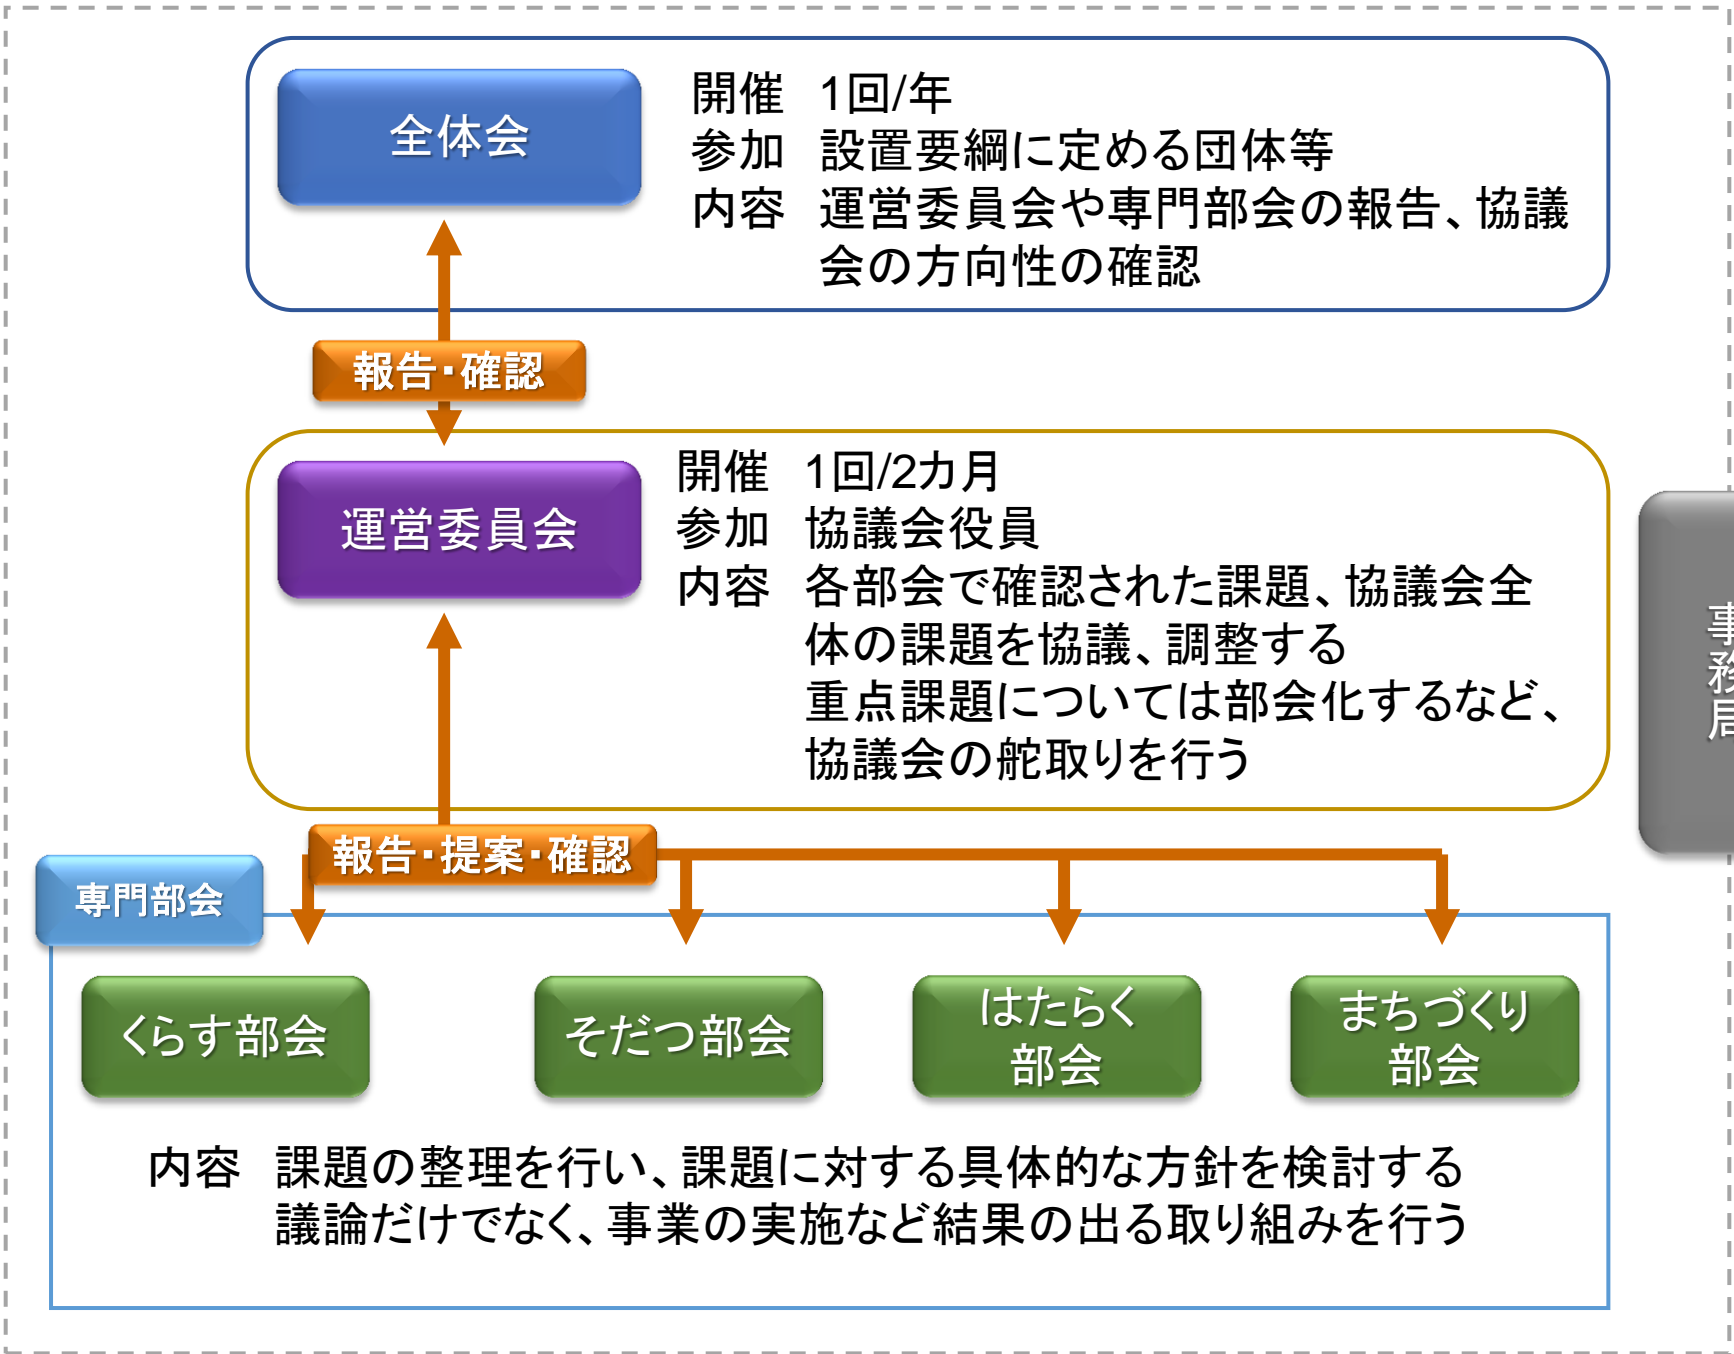 全体会
開催　1回/年
参加　設置要綱に定める団体等
内容　運営委員会や専門部会の報告、協議
会の方向性の確認
報告・確認
運営委員会
開催　1回/2カ月
参加　協議会役員
内容　各部会で確認された課題、協議会全
体の課題を協議、調整する
重点課題については部会化するなど、
協議会の舵取りを行う
事務局
報告・提案・確認
専門部会
くらす部会
そだつ部会
はたらく
部会
まちづくり
部会
内容　課題の整理を行い、課題に対する具体的な方針を検討する
議論だけでなく、事業の実施など結果の出る取り組みを行う